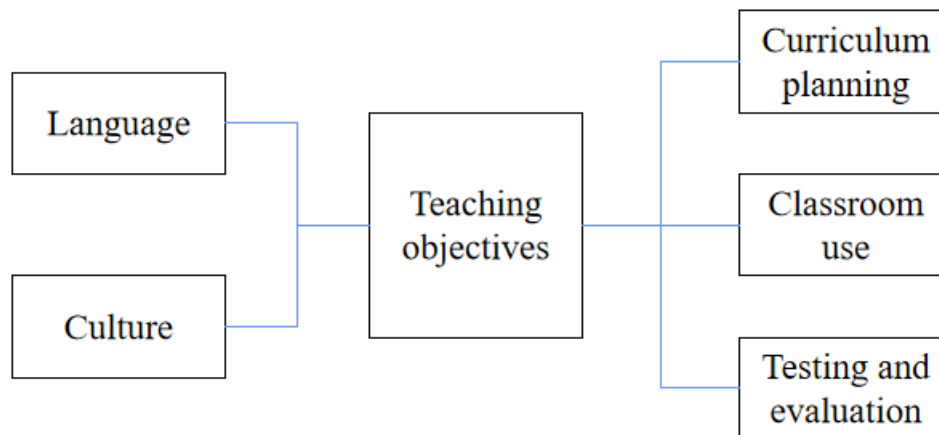 Language
Culture
Teaching
objectives
Curriculum
planning
Classroom
use
Testing and
evaluation